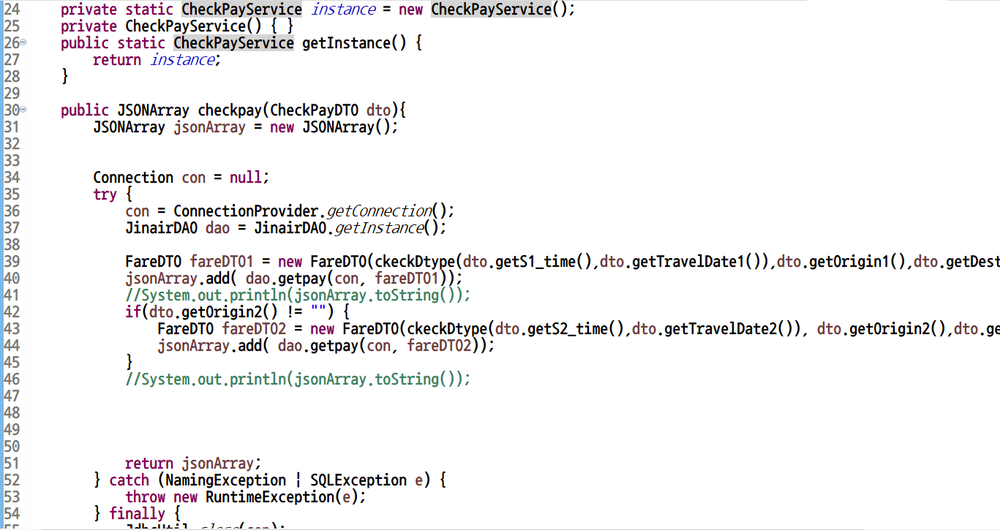 24 private static CheckPayService instance = new CheckPayService();
25 private CheckPayService() { }
26 public static CheckPayService getInstance() {
27 return instance;
28 }
29
30 public JSONArray checkpay(CheckPayDTO dto){
31 JSONArray jsonArray = new JSONArray();
32
33
34 Connection con = null;
35 try {
36 con = ConnectionProvider.getConnection();
37 JinairDAO dao = JinairDAO.getInstance();
38
39 FareDTO fareDTO1 = new FareDTO(ckeckDtype(dto.getS1_time(),dto.getTravelDate1()),dto.getOrigin1(),dto.getDest
40 jsonArray.add( dao.getpay(con, fareDTO1));
41 //System.out.println(jsonArray.toString());
42 if(dto.getOrigin2() != "") {
43 FareDTO fareDTO2 = new FareDTO(ckeckDtype(dto.getS2_time(),dto.getTravelDate2()), dto.getOrigin2(),dto.ge
44 jsonArray.add( dao.getpay(con, fareDTO2));
45 }
46 //System.out.println(jsonArray.toString());
47
48
49
50
51 return jsonArray;
52 } catch (NamingException | SQLException e) {
53 throw new RuntimeException(e);
54 } finally {
55 JdbcUtil.close(con);